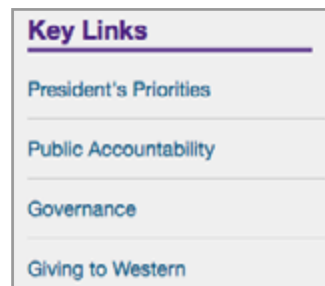 Key Links
President's Priorities
Public Accountability
Governance
Giving to Western